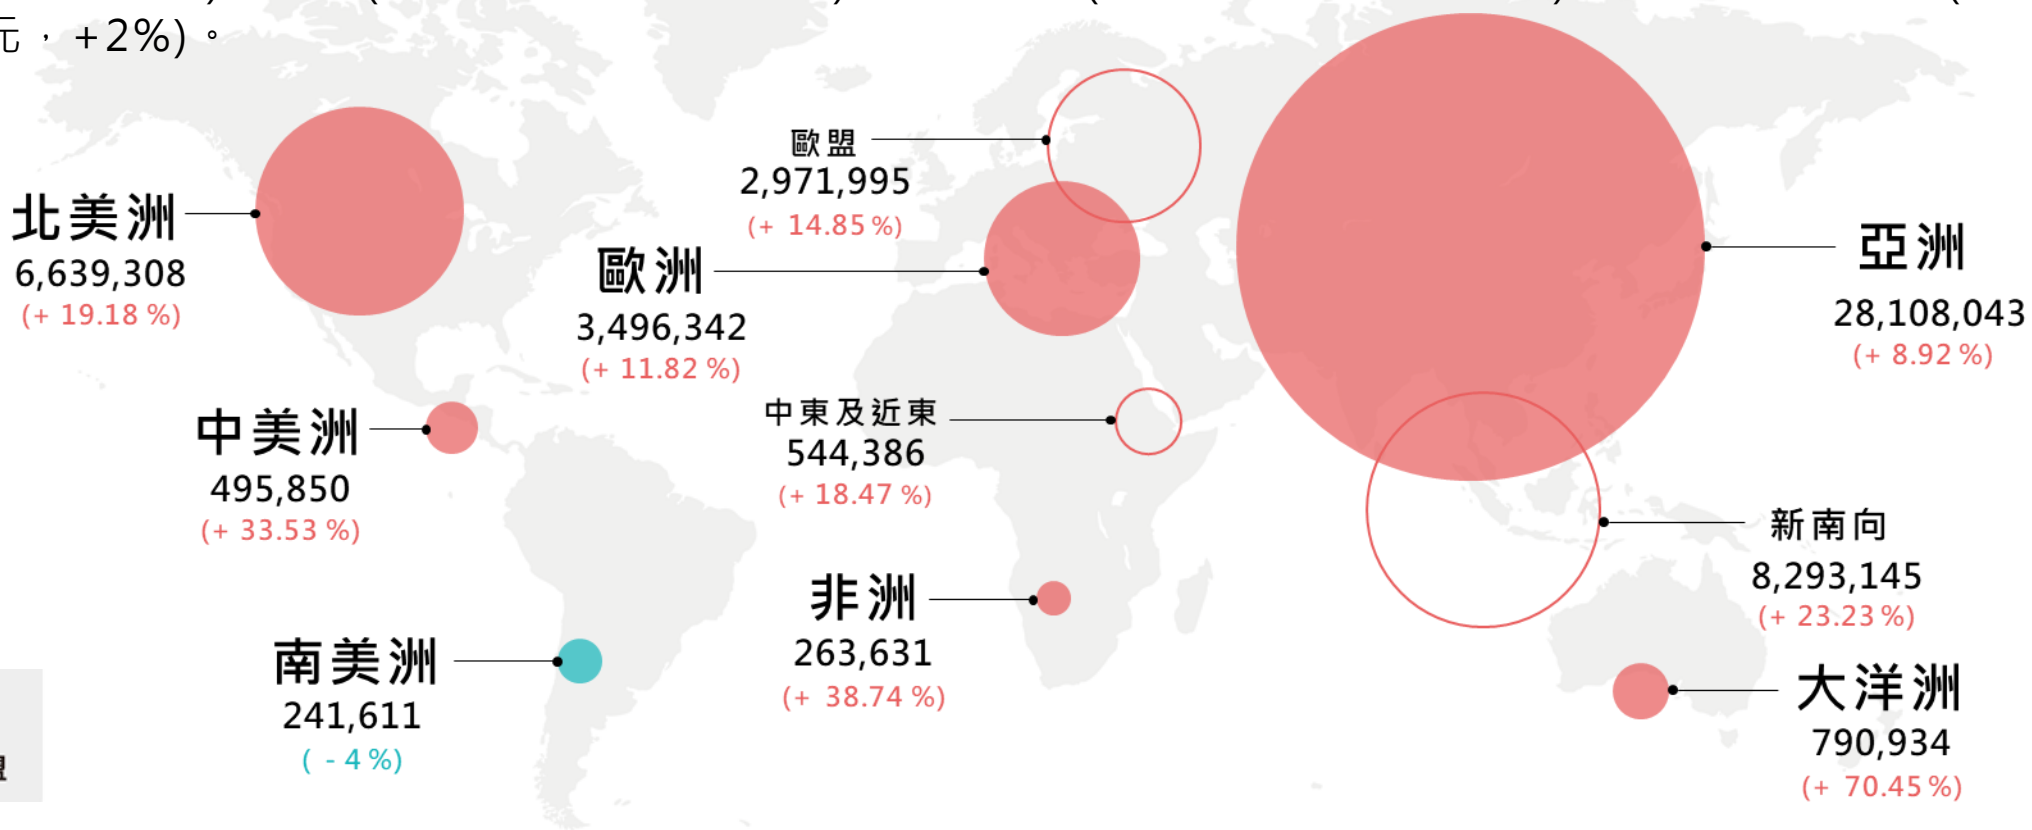 元，+2%)。
北美洲
6,639,308
(+ 19.18 %)
歐盟
2,971,995
(+ 14.85 %)
歐洲
3,496,342
(+ 11.82 %)
亞洲
28,108,043
(+ 8.92 %)
中美洲
495,850
(+ 33.53 %)
中東及近東
544,386
(+ 18.47 %)
新南向
8,293,145
(+ 23.23 %)
南美洲
241,611
( - 4 %)
非洲
263,631
(+ 38.74 %)
大洋洲
790,934
(+ 70.45 %)